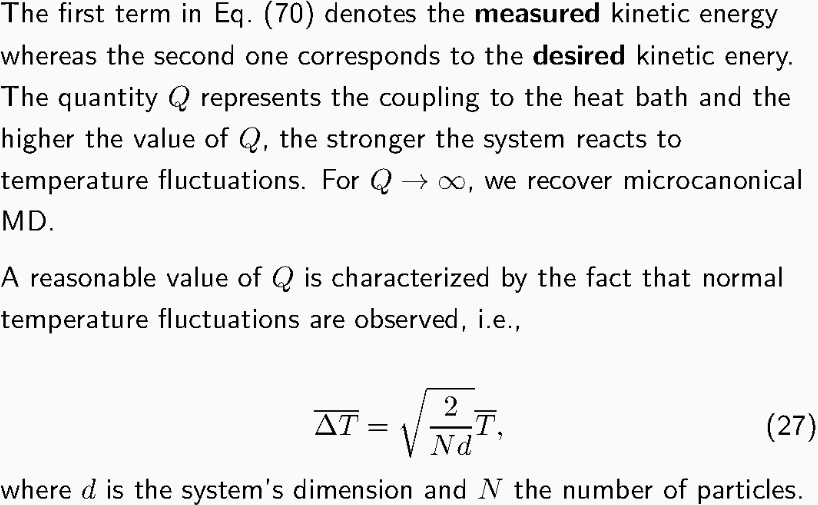 The first term in Eq. (70) denotes the measured kinetic energy
whereas the second one corresponds to the desired kinetic enery.
The quantity Q represents the coupling to the heat bath and the
higher the value of Q, the stronger the system reacts to
temperature fluctuations. For Q → ∞, we recover microcanonical
MD.
A reasonable value of Q is characterized by the fact that normal
temperature fluctuations are observed, i.e.,
$\overline{\Delta T} = \sqrt{\frac{2}{Nd}}\overline{T},$ (27)
where d is the system's dimension and N the number of particles.